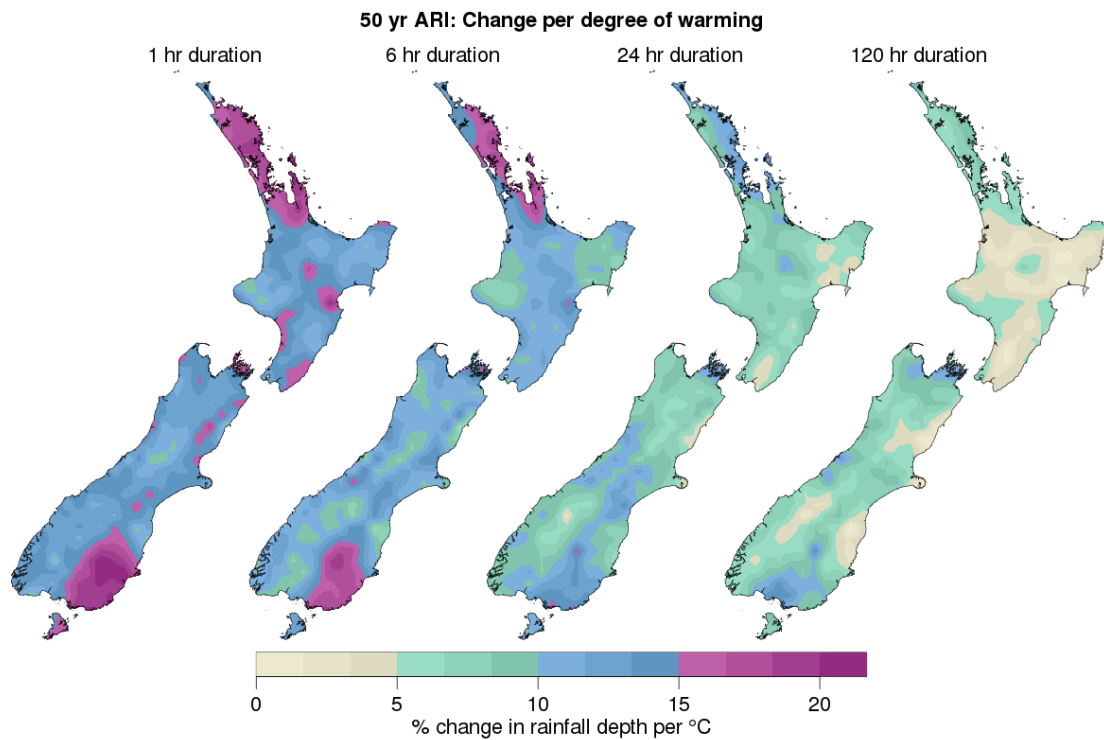 50 yr ARI: Change per degree of warming
1 hr duration
6 hr duration
24 hr duration
120 hr duration
0 5 10 15 20
% change in rainfall depth per °C